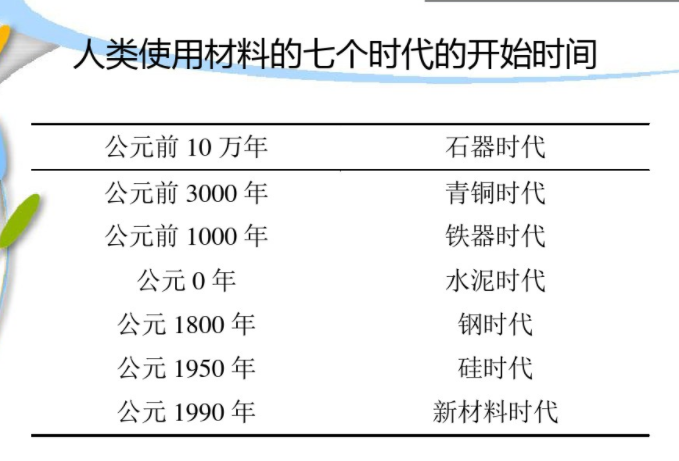 人类使用材料的七个时代的开始时间
公元前 10 万年 石器时代
公元前 3000 年 青铜时代
公元前 1000 年 铁器时代
公元 0 年 水泥时代
公元 1800 年 钢时代
公元 1950 年 硅时代
公元 1990 年 新材料时代